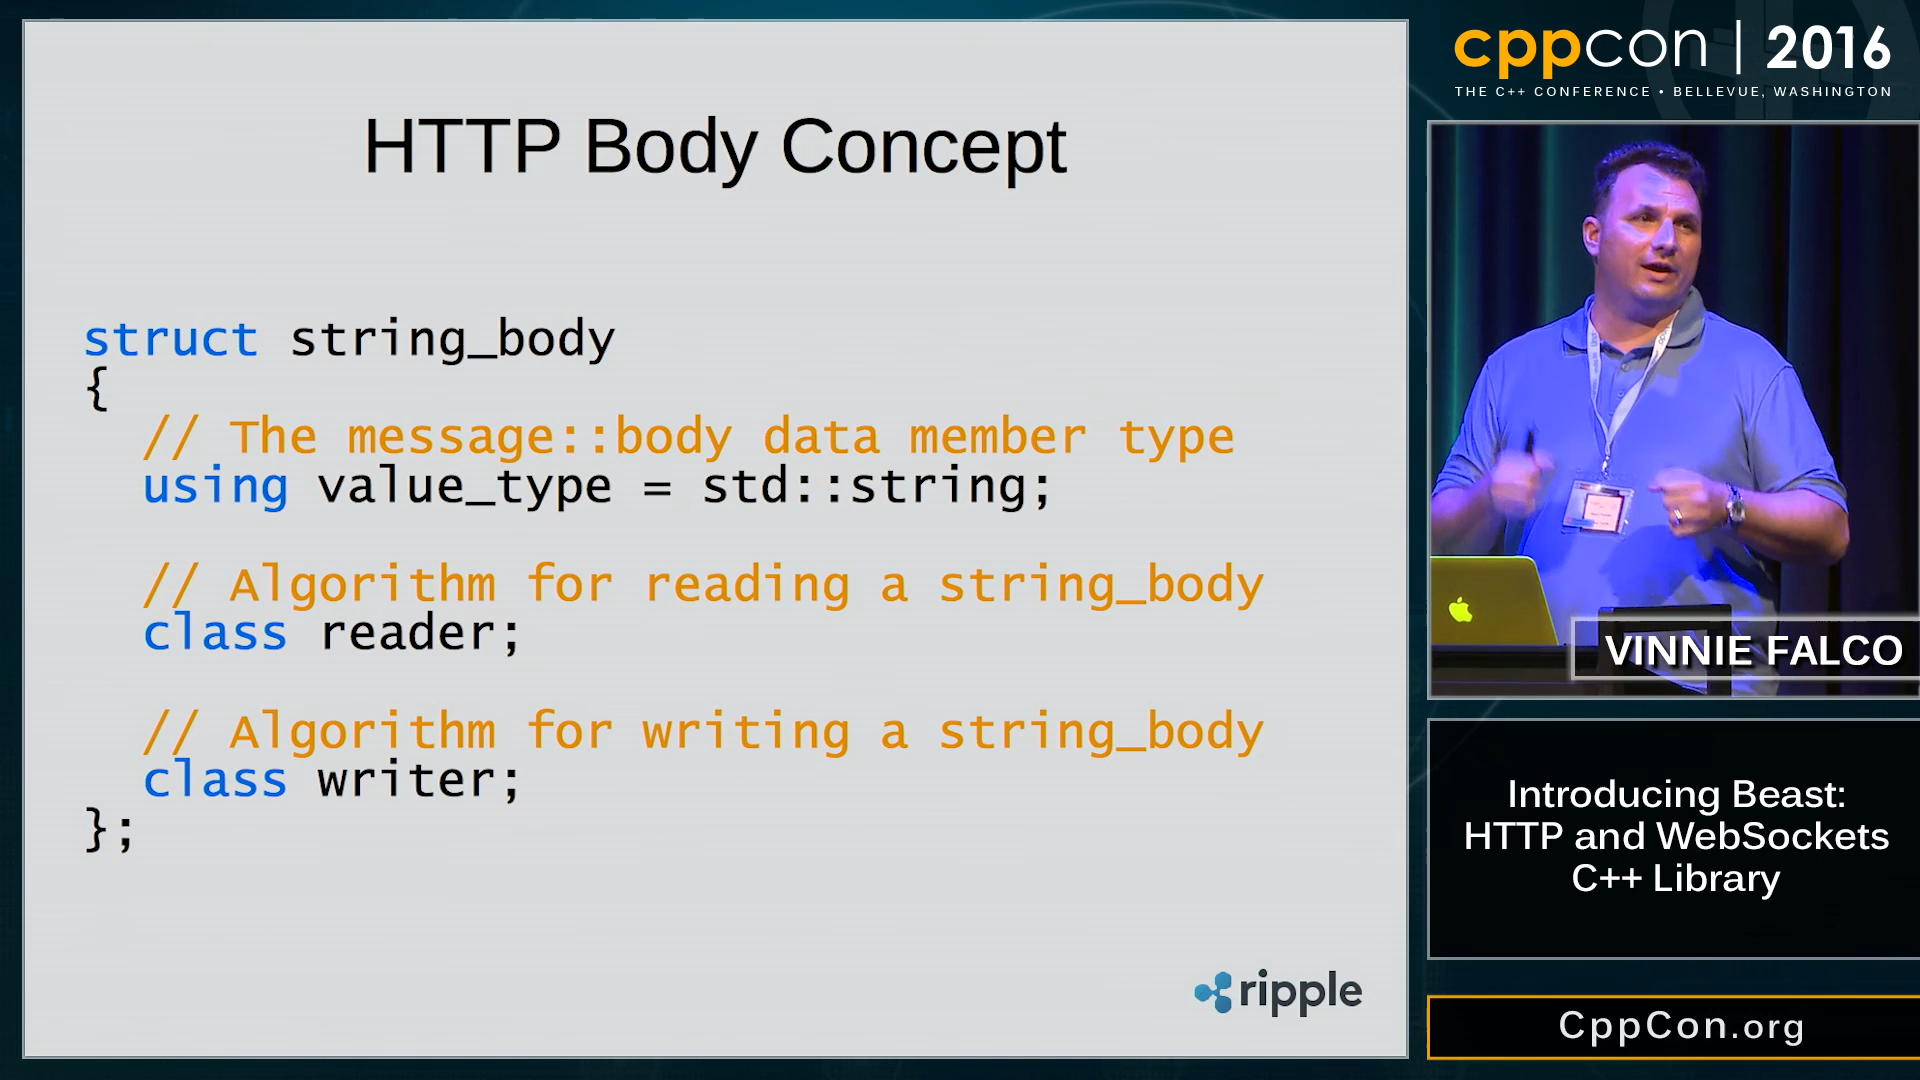 HTTP Body Concept
struct string_body
{
// The message::body data member type
using value_type = std::string;
// Algorithm for reading a string_body
class reader;
// Algorithm for writing a string_body
class writer;
};
ripple
cppcon | 2016
THE C++ CONFERENCE • BELLEVUE, WASHINGTON
VINNIE FALCO
Introducing Beast:
HTTP and WebSockets
C++ Library
CppCon.org